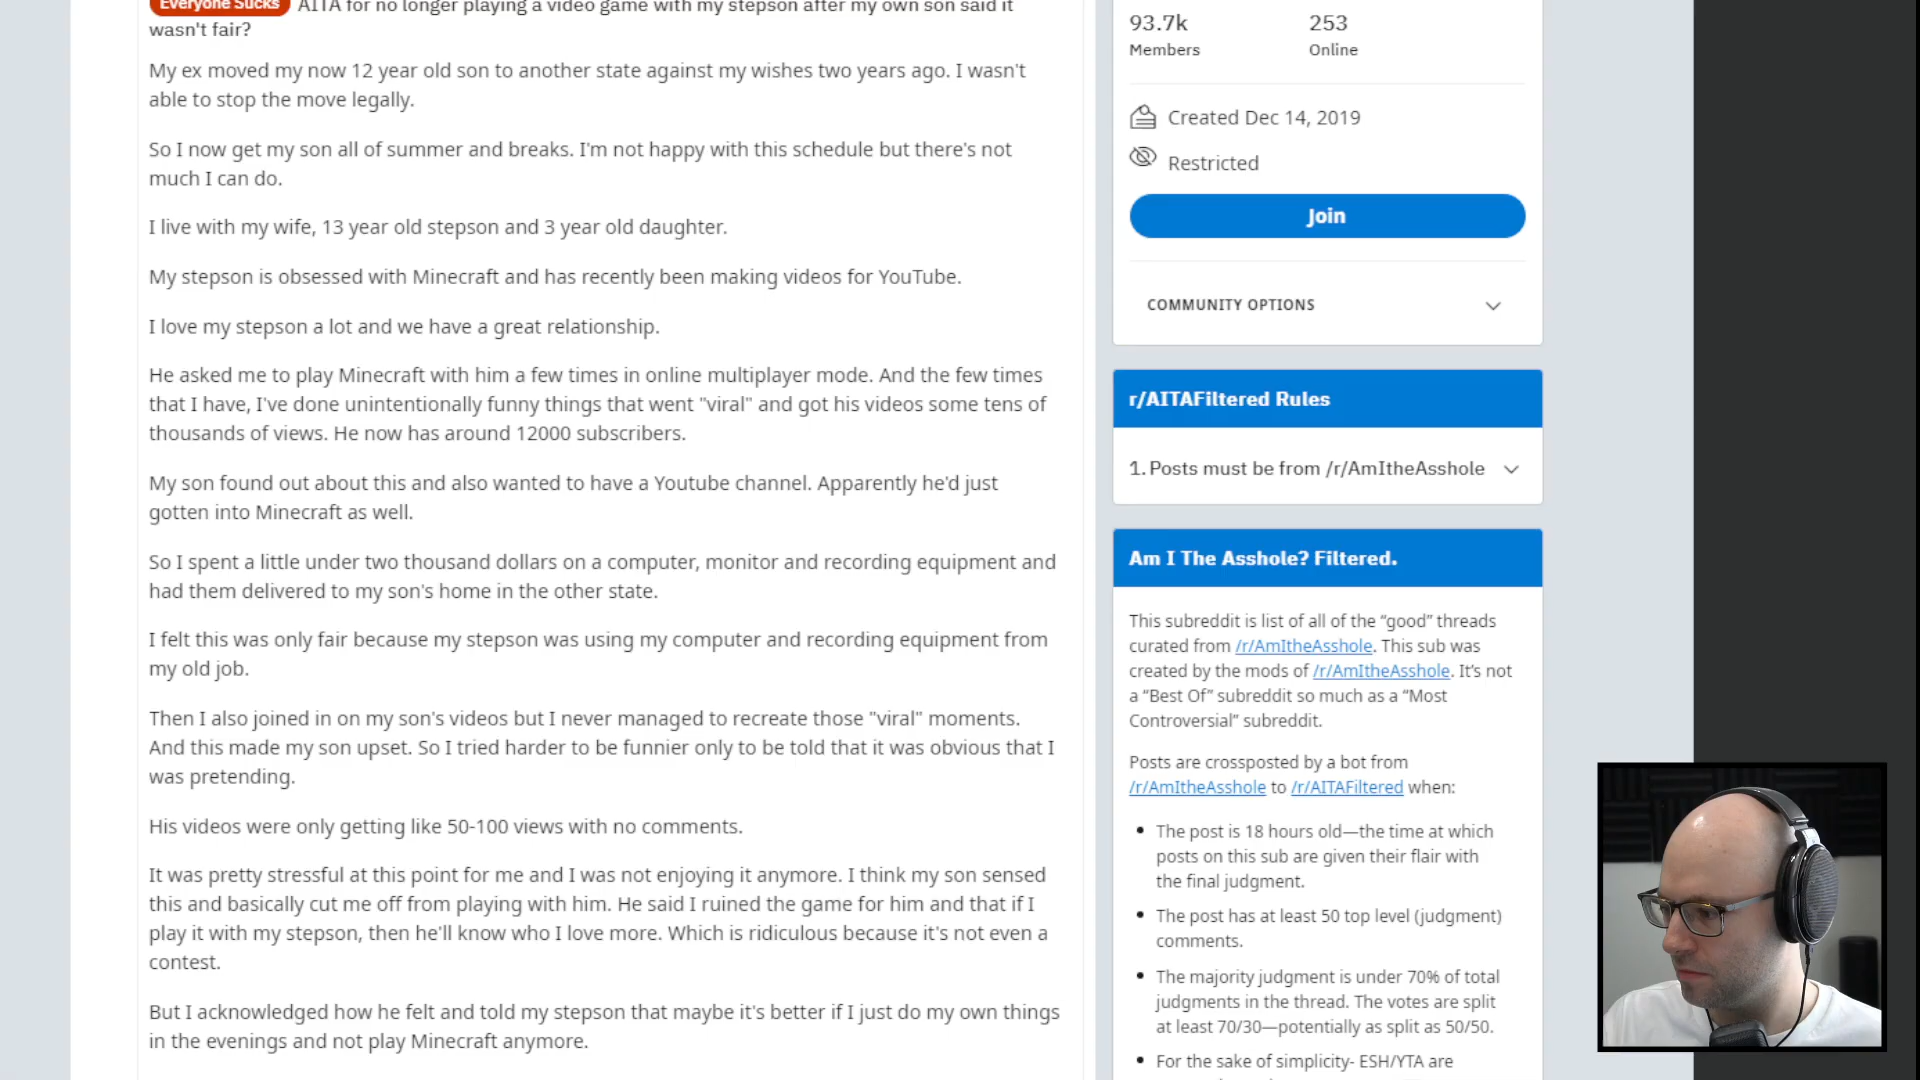 Everyone Sucks AITA for no longer playing a video game with my stepson after my own son said it
wasn't fair?
My ex moved my now 12 year old son to another state against my wishes two years ago. I wasn't
able to stop the move legally.
So I now get my son all of summer and breaks. I'm not happy with this schedule but there's not
much I can do.
I live with my wife, 13 year old stepson and 3 year old daughter.
My stepson is obsessed with Minecraft and has recently been making videos for YouTube.
I love my stepson a lot and we have a great relationship.
He asked me to play Minecraft with him a few times in online multiplayer mode. And the few times
that I have, I've done unintentionally funny things that went "viral" and got his videos some tens of
thousands of views. He now has around 12000 subscribers.
My son found out about this and also wanted to have a Youtube channel. Apparently he'd just
gotten into Minecraft as well.
So I spent a little under two thousand dollars on a computer, monitor and recording equipment and
had them delivered to my son's home in the other state.
I felt this was only fair because my stepson was using my computer and recording equipment from
my old job.
Then I also joined in on my son's videos but I never managed to recreate those "viral" moments.
And this made my son upset. So I tried harder to be funnier only to be told that it was obvious that I
was pretending.
His videos were only getting like 50-100 views with no comments.
It was pretty stressful at this point for me and I was not enjoying it anymore. I think my son sensed
this and basically cut me off from playing with him. He said I ruined the game for him and that if I
play it with my stepson, then he'll know who I love more. Which is ridiculous because it's not even a
contest.
But I acknowledged how he felt and told my stepson that maybe it's better if I just do my own things
in the evenings and not play Minecraft anymore.
93.7k 253
Members Online
Created Dec 14, 2019
Restricted
Join
COMMUNITY OPTIONS
r/AITAFiltered Rules
1. Posts must be from /r/AmItheAsshole
Am I The Asshole? Filtered.
This subreddit is list of all of the “good” threads
curated from /r/AmItheAsshole. This sub was
created by the mods of /r/AmItheAsshole. It's not
a “Best Of” subreddit so much as a “Most
Controversial” subreddit.
Posts are crossposted by a bot from
/r/AmItheAsshole to /r/AITAFiltered when:
The post is 18 hours old—the time at which
posts on this sub are given their flair with
the final judgment.
The post has at least 50 top level (judgment)
comments.
The majority judgment is under 70% of total
judgments in the thread. The votes are split
at least 70/30—potentially as split as 50/50.
For the sake of simplicity- ESH/YTA are